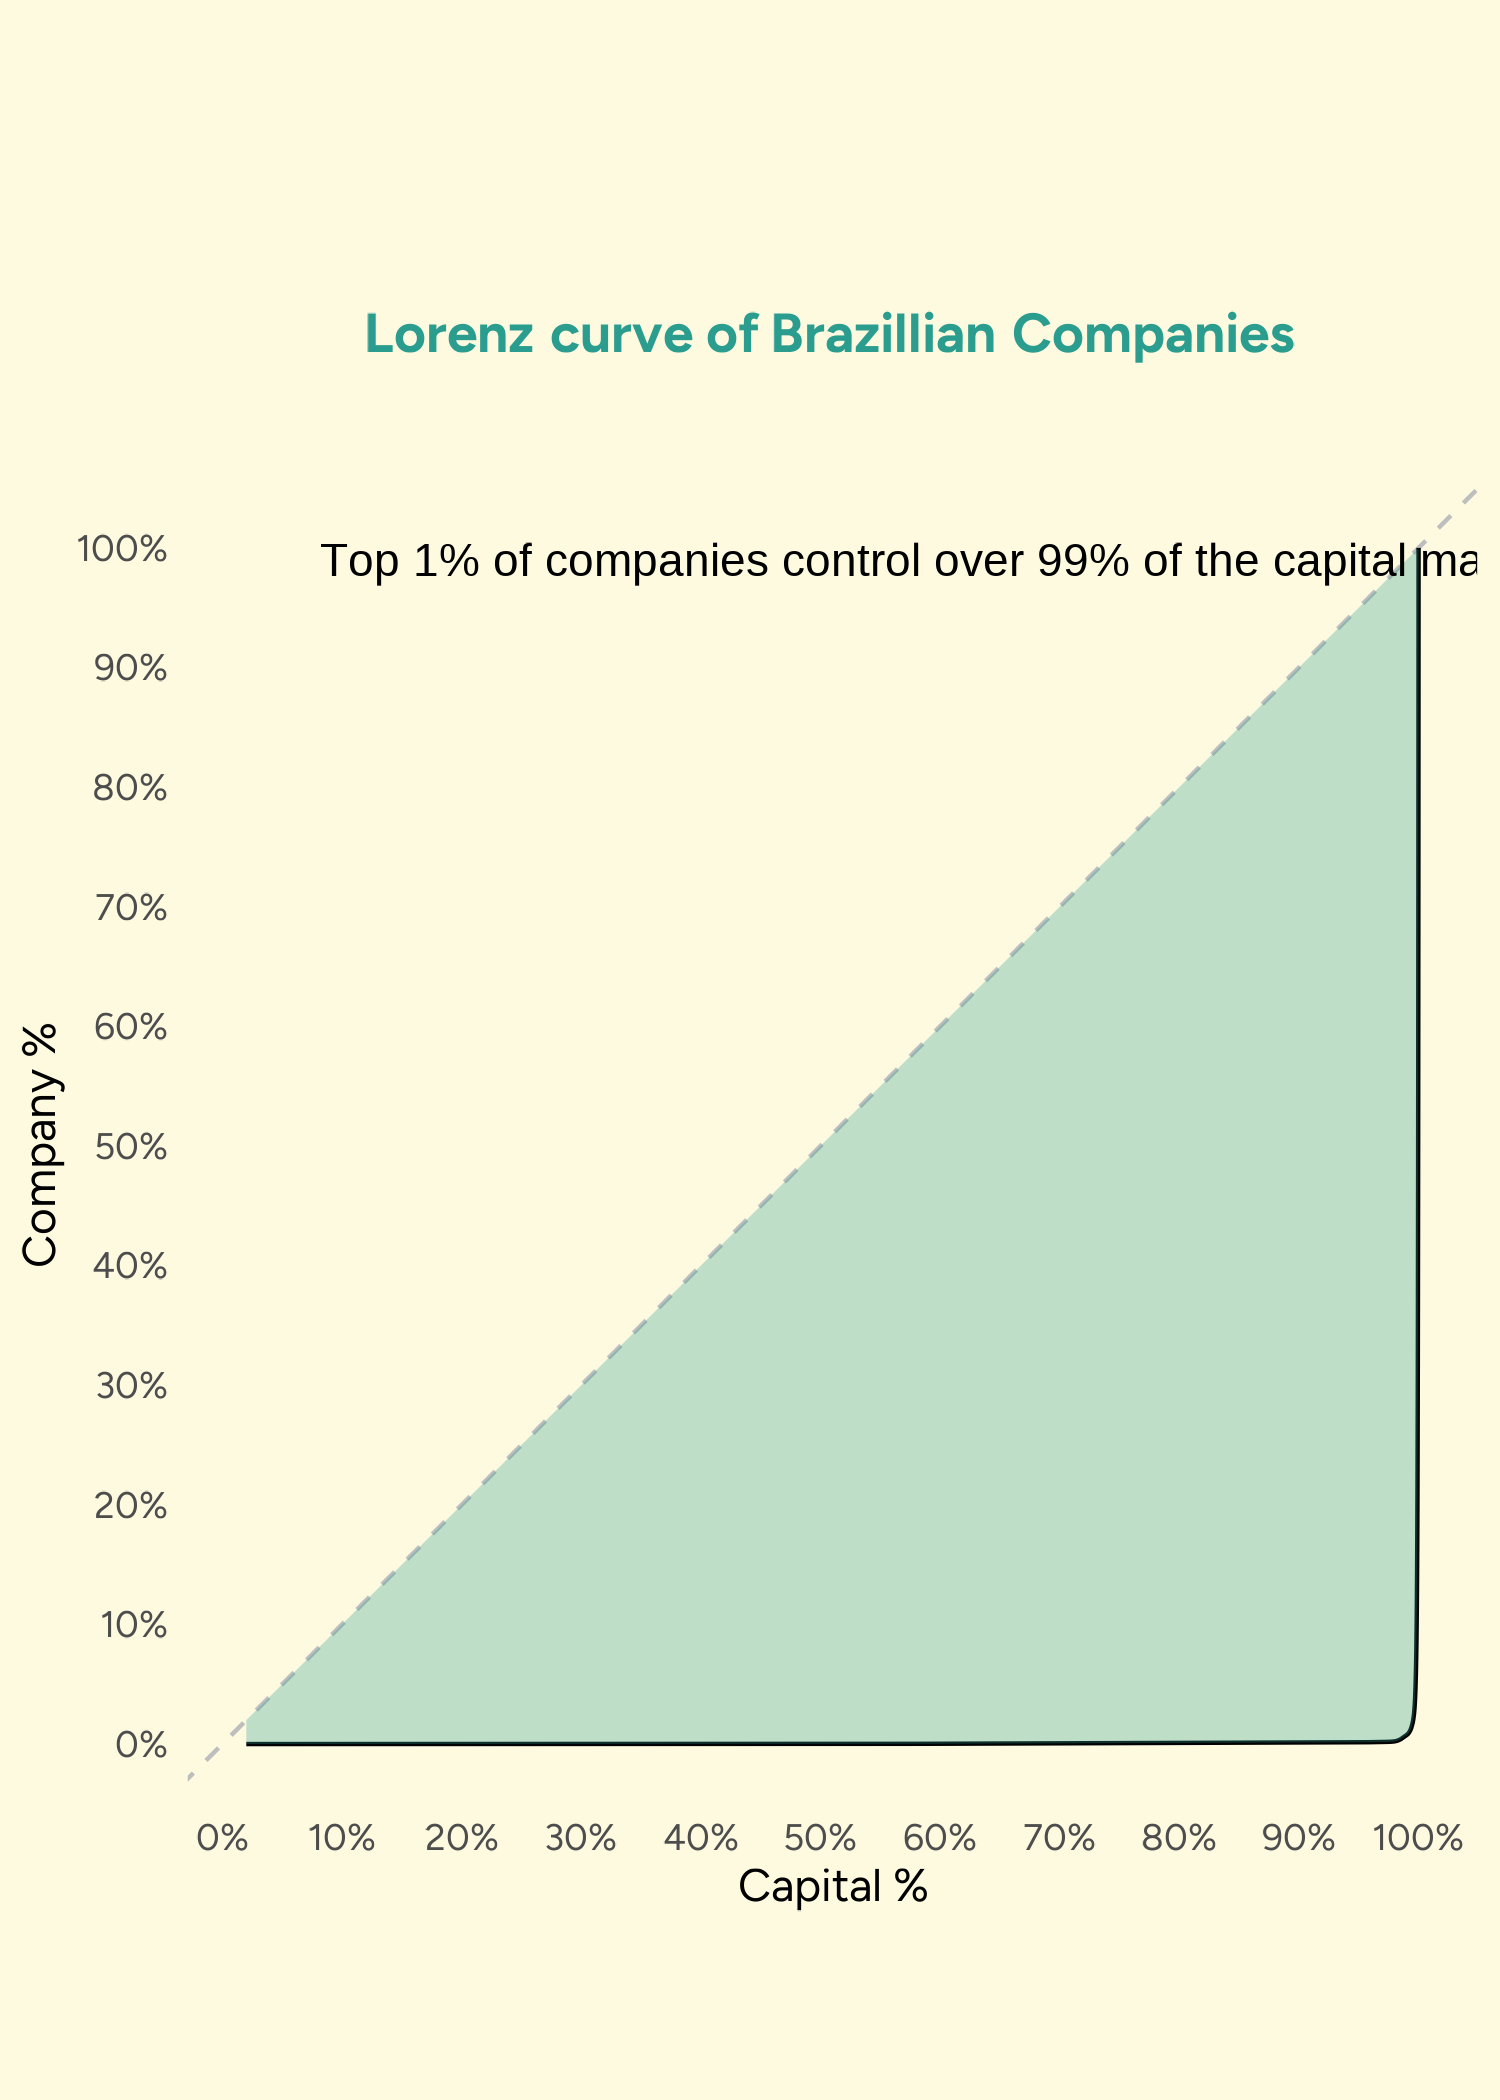 Lorenz curve of Brazillian Companies
Top 1% of companies control over 99% of the capital ma
100%
90%
80%
70%
60%
50%
40%
30%
20%
10%
0%
Company %
0% 10% 20% 30% 40% 50% 60% 70% 80% 90% 100%
Capital %